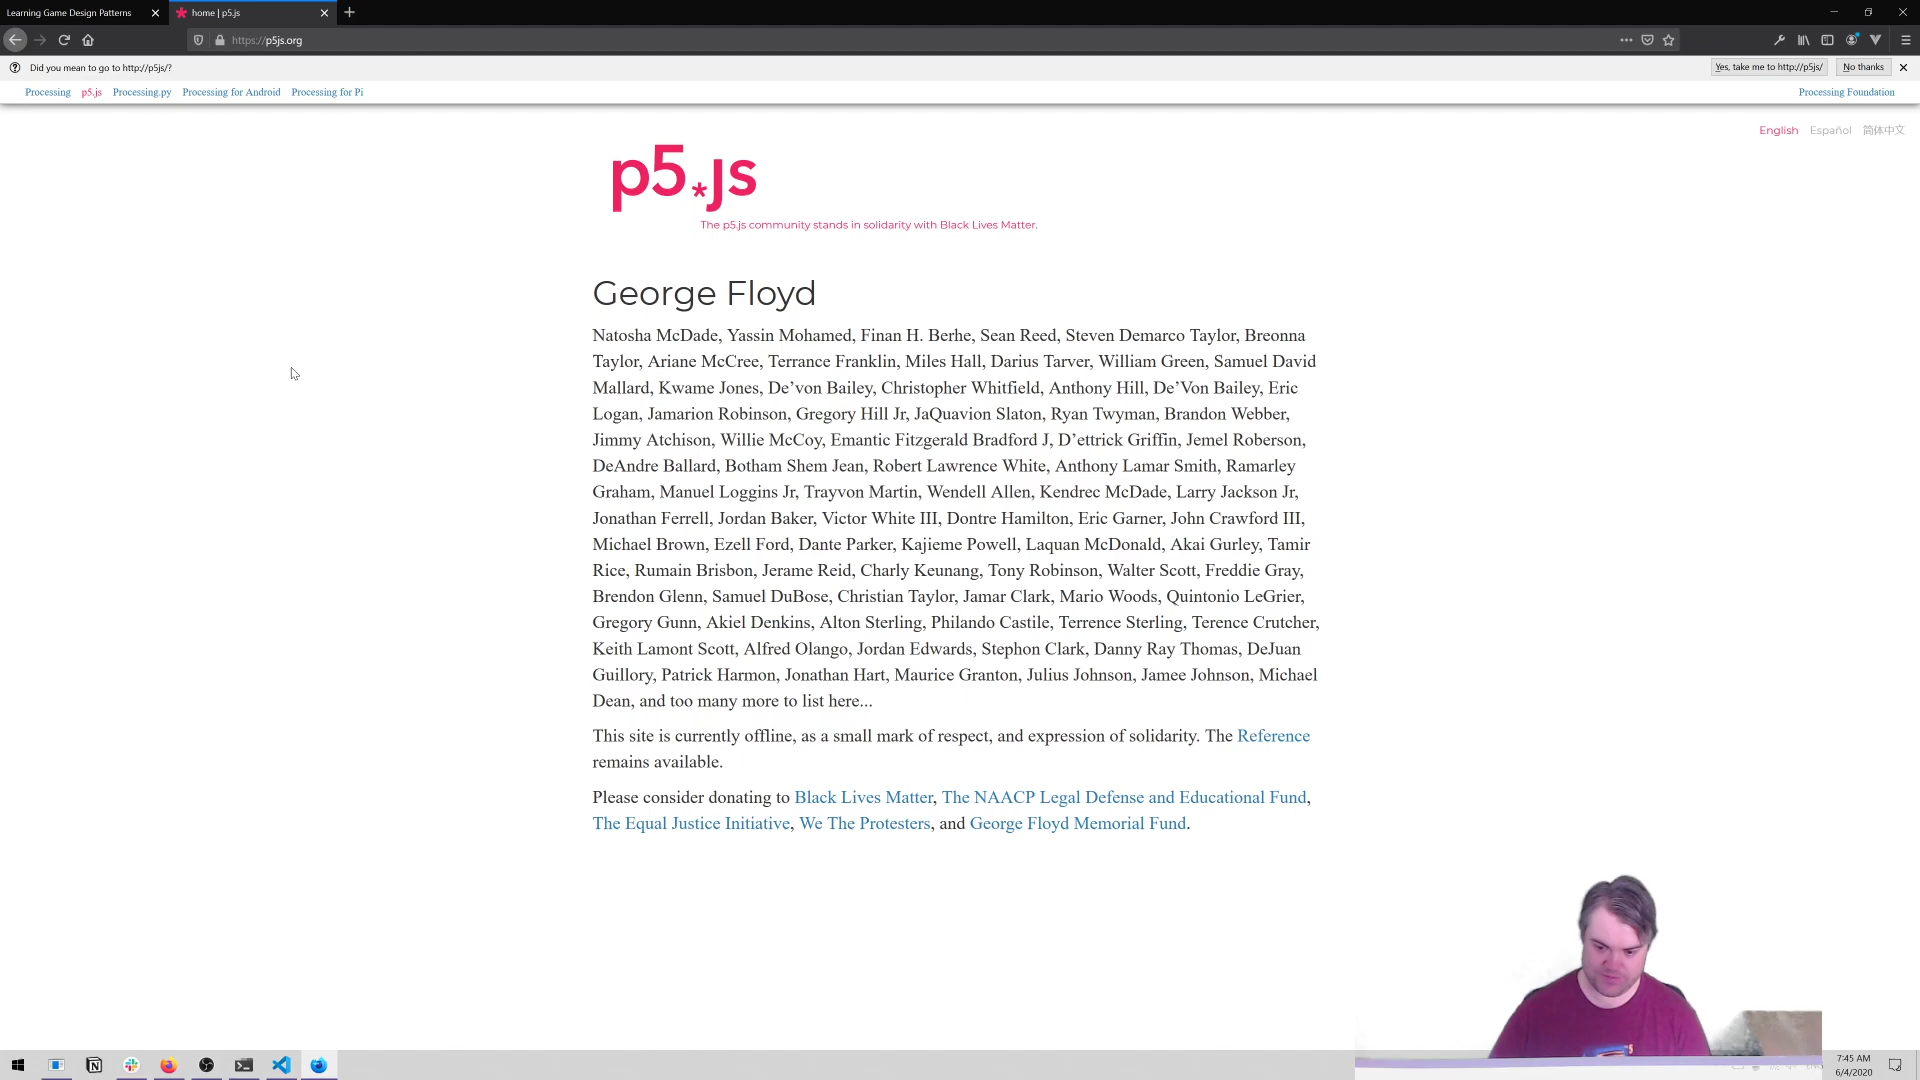 Learning Game Design Patterns
home | p5.js
https://p5js.org
Did you mean to go to http://p5js/?
Yes, take me to http://p5js/
No thanks
Processing p5.js Processing.py Processing for Android Processing for Pi
Processing Foundation
English Español 简体中文
p5*js
The p5.js community stands in solidarity with Black Lives Matter.
George Floyd
Natosha McDade, Yassin Mohamed, Finan H. Berhe, Sean Reed, Steven Demarco Taylor, Breonna
Taylor, Ariane McCree, Terrance Franklin, Miles Hall, Darius Tarver, William Green, Samuel David
Mallard, Kwame Jones, De’von Bailey, Christopher Whitfield, Anthony Hill, De’Von Bailey, Eric
Logan, Jamarion Robinson, Gregory Hill Jr, JaQuavion Slaton, Ryan Twyman, Brandon Webber,
Jimmy Atchison, Willie McCoy, Emantic Fitzgerald Bradford J, D’ettrick Griffin, Jemel Roberson,
DeAndre Ballard, Botham Shem Jean, Robert Lawrence White, Anthony Lamar Smith, Ramarley
Graham, Manuel Loggins Jr, Trayvon Martin, Wendell Allen, Kendrec McDade, Larry Jackson Jr,
Jonathan Ferrell, Jordan Baker, Victor White III, Dontre Hamilton, Eric Garner, John Crawford III,
Michael Brown, Ezell Ford, Dante Parker, Kajieme Powell, Laquan McDonald, Akai Gurley, Tamir
Rice, Rumain Brisbon, Jerame Reid, Charly Keunang, Tony Robinson, Walter Scott, Freddie Gray,
Brendon Glenn, Samuel DuBose, Christian Taylor, Jamar Clark, Mario Woods, Quintonio LeGrier,
Gregory Gunn, Akiel Denkins, Alton Sterling, Philando Castile, Terrence Sterling, Terence Crutcher,
Keith Lamont Scott, Alfred Olango, Jordan Edwards, Stephon Clark, Danny Ray Thomas, DeJuan
Guillory, Patrick Harmon, Jonathan Hart, Maurice Granton, Julius Johnson, Jamee Johnson, Michael
Dean, and too many more to list here...
This site is currently offline, as a small mark of respect, and expression of solidarity. The Reference
remains available.
Please consider donating to Black Lives Matter, The NAACP Legal Defense and Educational Fund,
The Equal Justice Initiative, We The Protesters, and George Floyd Memorial Fund.
7:45 AM
6/4/2020